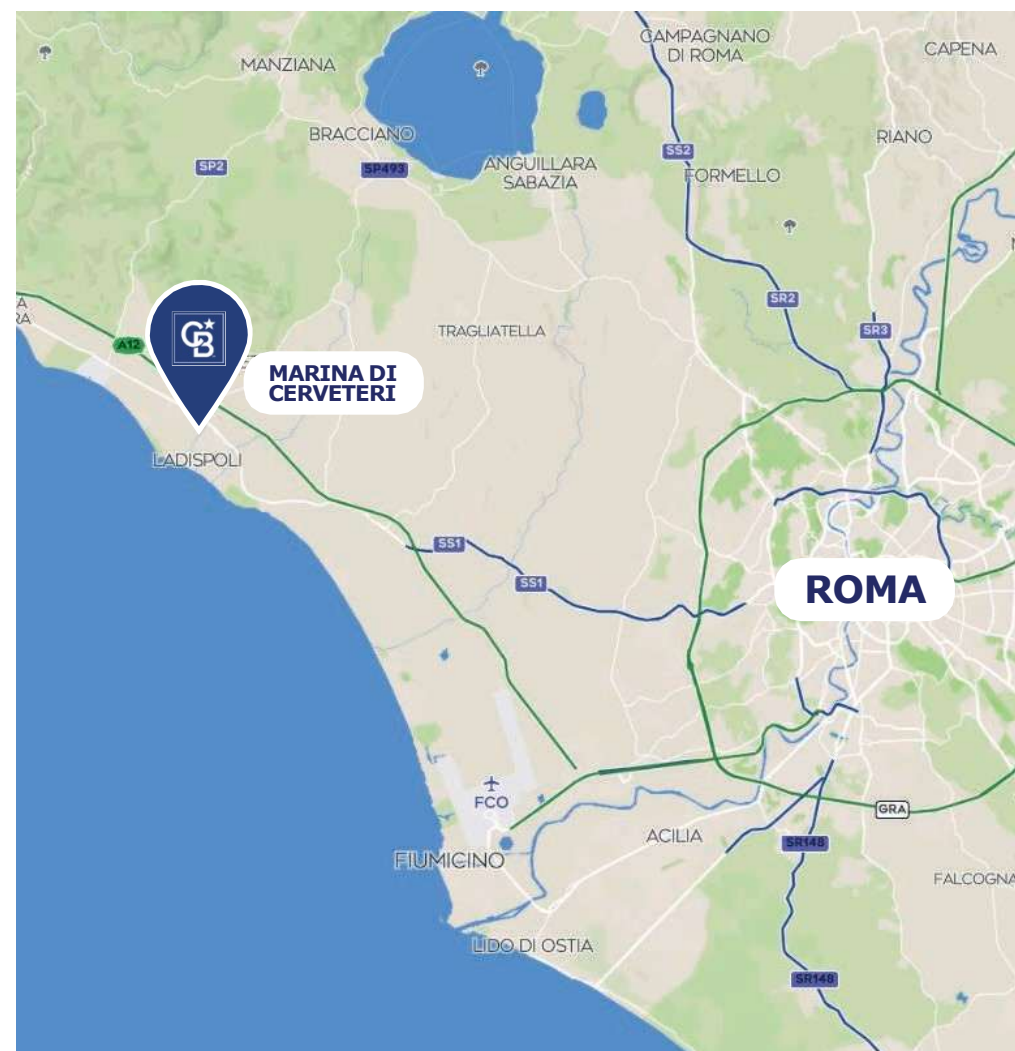 CAMPAGNANO
DI ROMA
CAPENA
MANZIANA
BRACCIANO
RIANO
SS2
SP2
SP493
ANGUILLARA
SABAZIA
FORMELLO
SR2
A
RA
A12
CB
TRAGLIATELLA
SR3
MARINA DI
CERVETERI
LADISPOLI
SS1
SS1
ROMA
FCO
GRA
ACILIA
SR148
FIUMICINO
FALCOGNA
LIDO DI OSTIA
SR148